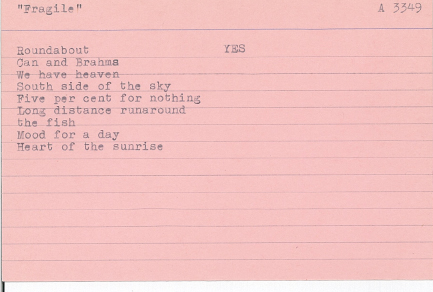 "Fragile" A 3349
Roundabout YES
Can and Brahms
We have heaven
South side of the sky
Five per cent for nothing
Long distance runaround
the fish
Mood for a day
Heart of the sunrise